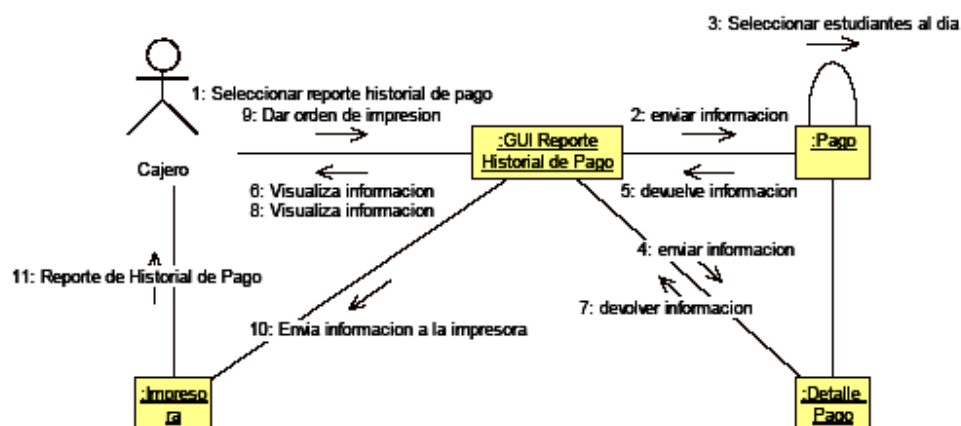 3: Seleccionar estudiantes al dia
1: Seleccionar reporte historial de pago
9: Dar orden de impresion
2: enviar informacion
:GUI Reporte
Historial de Pago
:Pago
Cajero
6: Visualiza informacion
8: Visualiza informacion
5: devuelve informacion
4: enviar informacion
11: Reporte de Historial de Pago
7: devolver informacion
10: Envia informacion a la impresora
:Impreso
ra
:Detalle
Pago